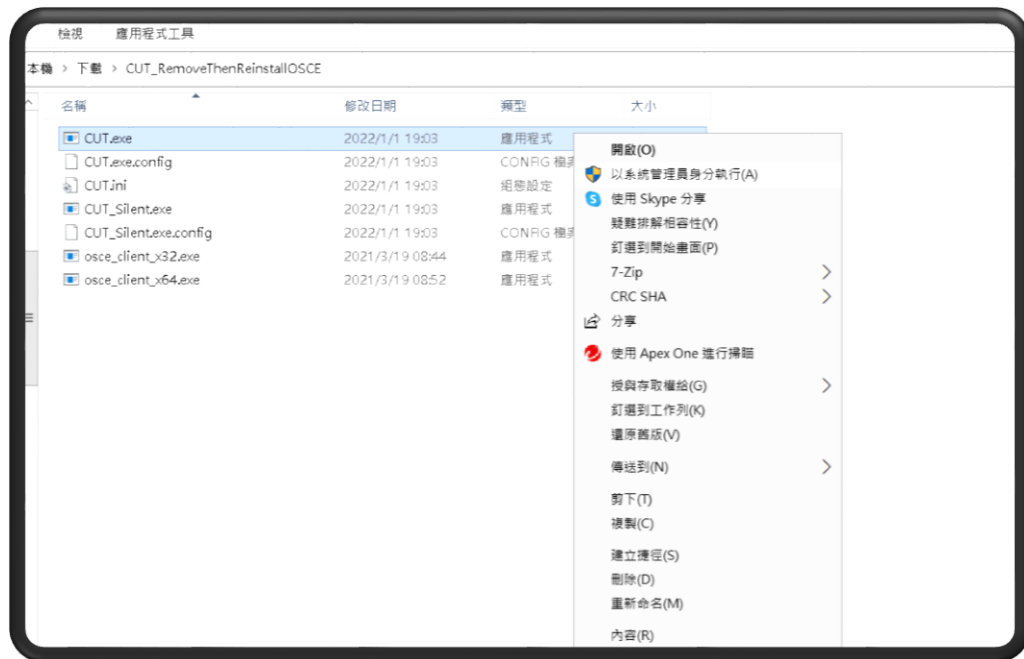 檢視 應用程式工具
本機 > 下載 > CUT_RemoveThenReinstallOSCE
名稱 修改日期 類型 大小
CUT.exe 2022/1/1 19:03 應用程式
CUT.exe.config 2022/1/1 19:03 CONFIG 檔案
CUT.ini 2022/1/1 19:03 組態設定
CUT_Silent.exe 2022/1/1 19:03 應用程式
CUT_Silent.exe.config 2022/1/1 19:03 CONFIG 檔案
osce_client_x32.exe 2021/3/19 08:44 應用程式
osce_client_x64.exe 2021/3/19 08:52 應用程式
開啟(O)
以系統管理員身分執行(A)
使用 Skype 分享
疑難排解相容性(Y)
釘選到開始畫面(P)
7-Zip
CRC SHA
分享
使用 Apex One 進行掃瞄
授與存取權給(G)
釘選到工作列(K)
還原舊版(V)
傳送到(N)
剪下(T)
複製(C)
建立捷徑(S)
刪除(D)
重新命名(M)
內容(R)